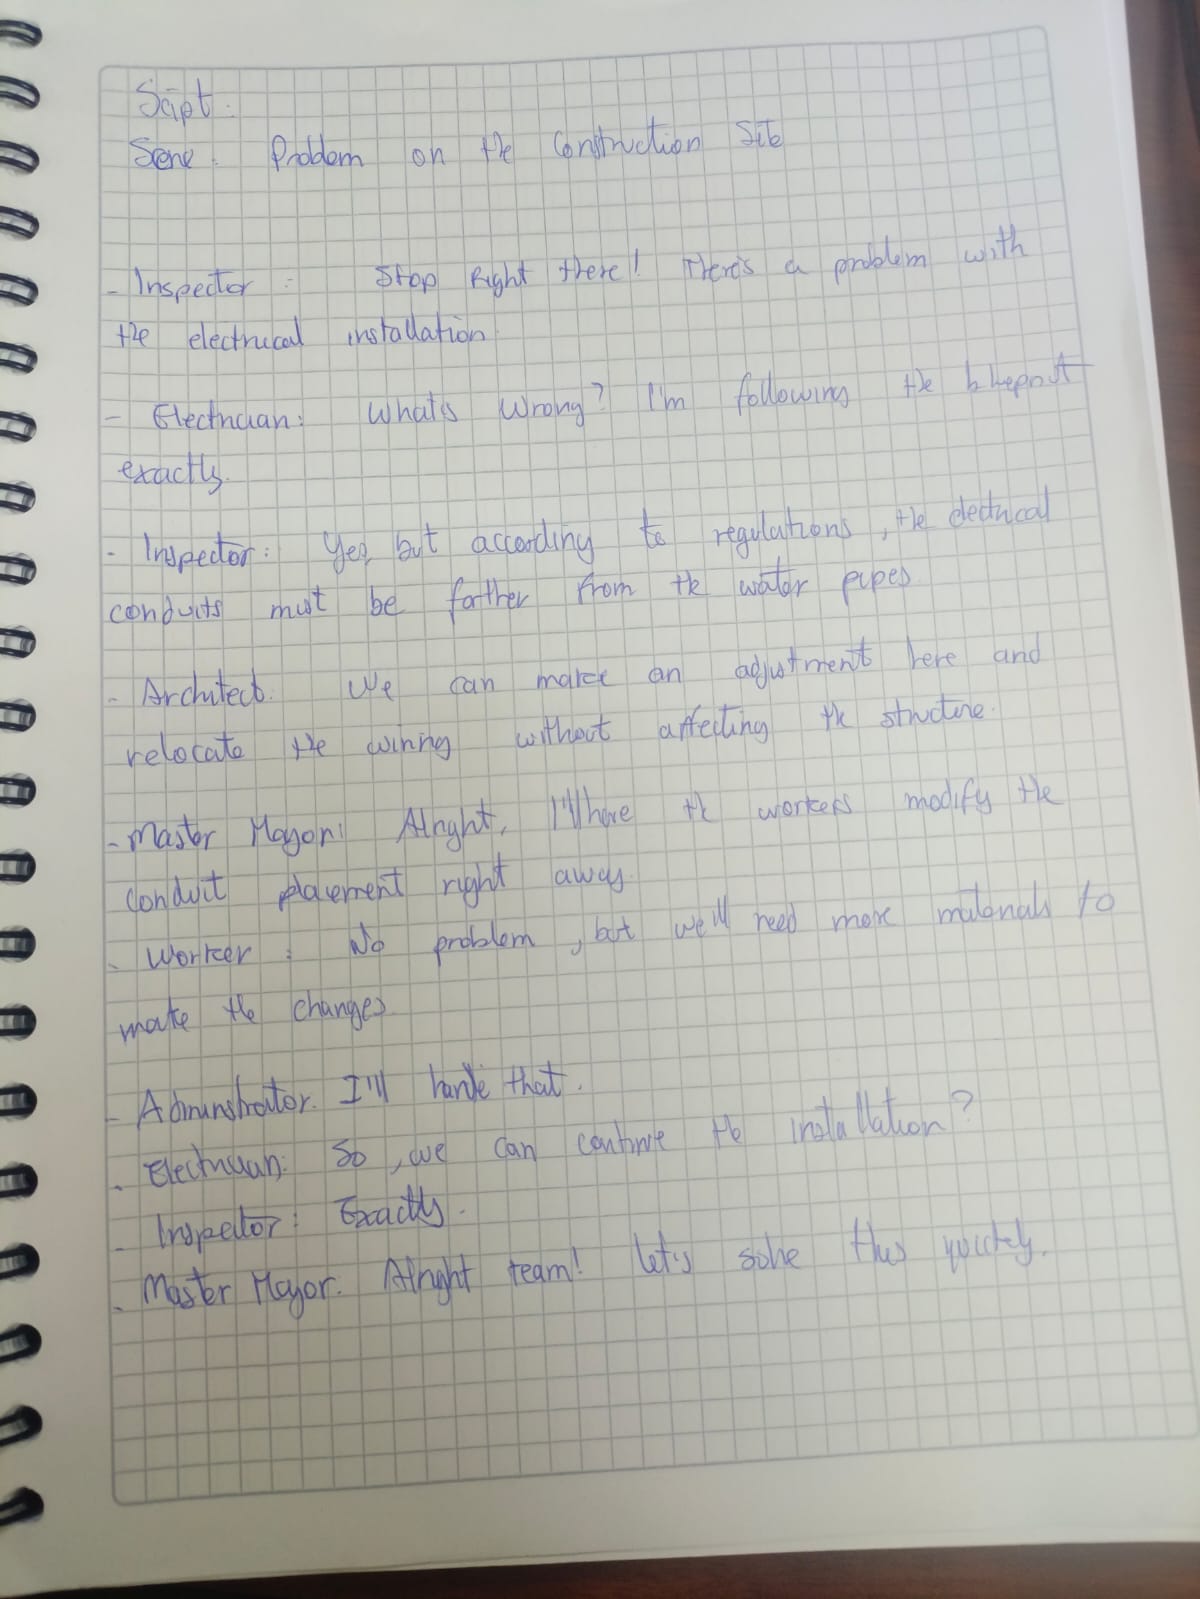 Script:
Scene: Problem on the Construction Site
- Inspector: Stop Right there! There's a problem with
the electrical installation
- Electrician: What's Wrong? I'm following the blueprint
exactly.
- Inspector: Yes, but according to regulations, the electrical
conduits must be farther from the water pipes
- Architect. We can make an adjustment here and
relocate the wiring without affecting the structure.
- Master Mayor: Alright, I'll have the workers modify the
conduit placement right away.
- Worker: No problem, but we'll need more materials to
make the changes
- Administrator. I'll handle that.
- Electrician: So, we can continue the installation?
- Inspector: Exactly.
- Master Mayor. Alright team! let's solve this quickly.